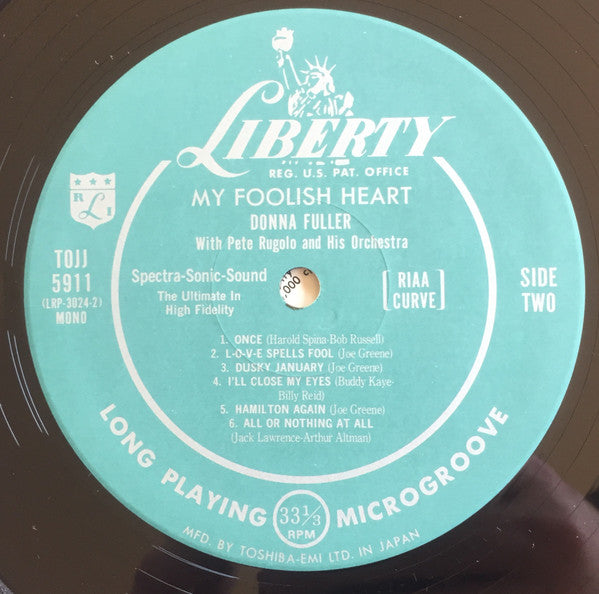 LIBERTY
REG. U.S. PAT. OFFICE
MY FOOLISH HEART
DONNA FULLER
With Pete Rugolo and His Orchestra
R L I
TOJJ
5911
(LRP-3024-2)
MONO
Spectra-Sonic-Sound
The Ultimate In
High Fidelity
RIAA
CURVE
SIDE
TWO
1. ONCE (Harold Spina-Bob Russell)
2. L-O-V-E SPELLS FOOL (Joe Greene)
3. DUSKY JANUARY (Joe Greene)
4. I'LL CLOSE MY EYES (Buddy Kaye-
Billy Reid)
5. HAMILTON AGAIN (Joe Greene)
6. ALL OR NOTHING AT ALL
(Jack Lawrence-Arthur Altman)
LONG PLAYING 33 1/3 RPM MICROGROOVE
MFD. BY TOSHIBA-EMI LTD. IN JAPAN